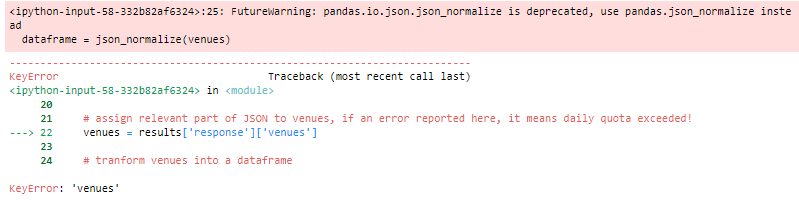 <ipython-input-58-332b82af6324>:25: FutureWarning: pandas.io.json.json_normalize is deprecated, use pandas.json_normalize inste
ad
  dataframe = json_normalize(venues)
---------------------------------------------------------------------------
KeyError                                  Traceback (most recent call last)
<ipython-input-58-332b82af6324> in <module>
     20
     21     # assign relevant part of JSON to venues, if an error reported here, it means daily quota exceeded!
---> 22     venues = results['response']['venues']
     23
     24     # tranform venues into a dataframe
KeyError: 'venues'